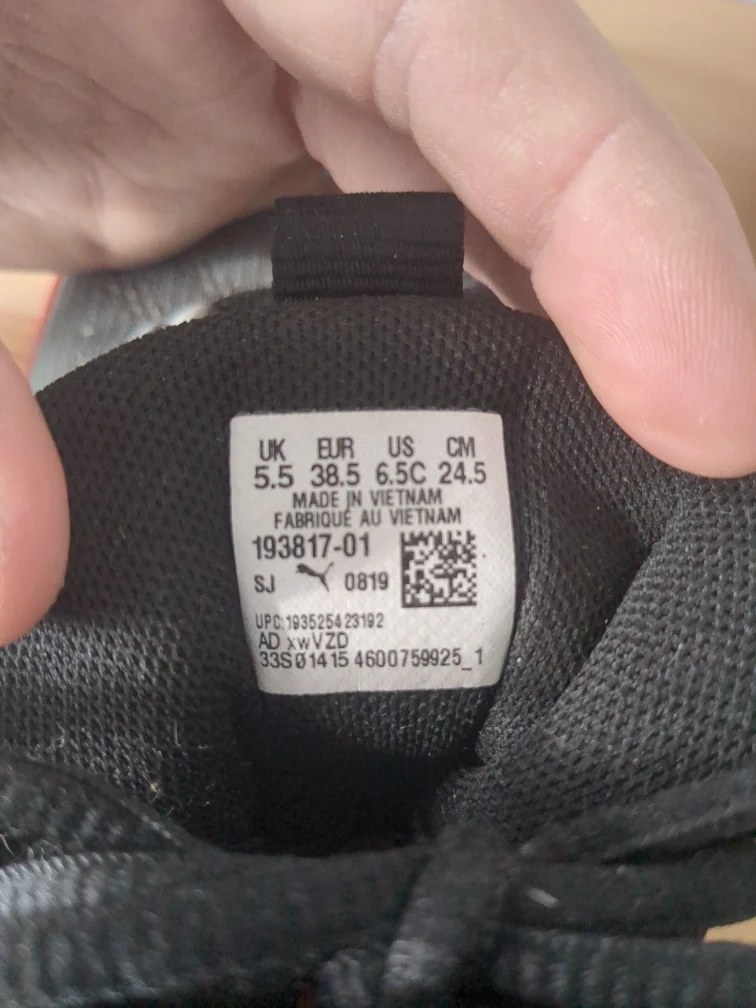 UK EUR US CM
5.5 38.5 6.5C 24.5
MADE IN VIETNAM
FABRIQUÉ AU VIETNAM
193817-01
SJ 0819
UPC:193525423192
AD xwVZD
33SØ1415 4600759925_1